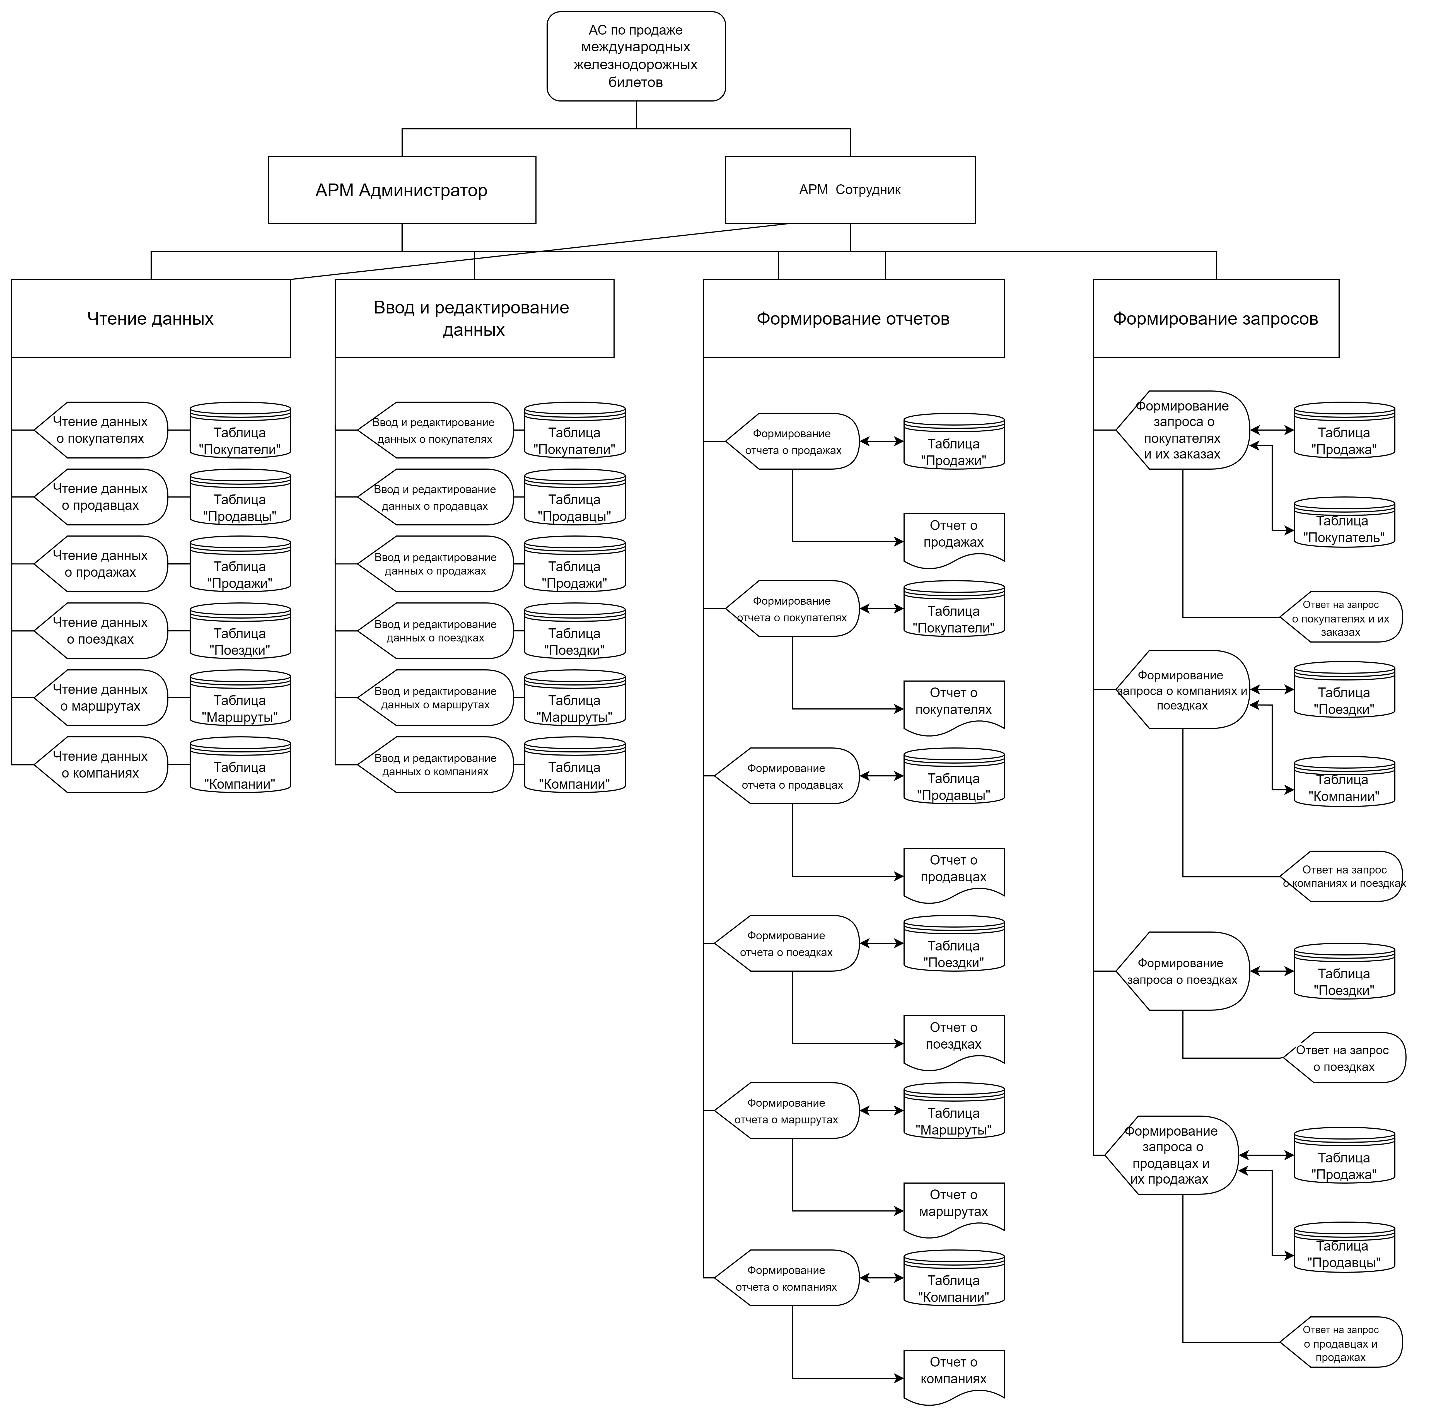 АС по продаже
международных
железнодорожных
билетов
АРМ Администратор
АРМ  Сотрудник
Чтение данных
Ввод и редактирование
данных
Формирование отчетов
Формирование запросов
Чтение данных
о покупателях
Таблица
"Покупатели"
Чтение данных
о продавцах
Таблица
"Продавцы"
Чтение данных
о продажах
Таблица
"Продажи"
Чтение данных
о поездках
Таблица
"Поездки"
Чтение данных
о маршрутах
Таблица
"Маршруты"
Чтение данных
о компаниях
Таблица
"Компании"
Ввод и редактирование
данных о покупателях
Таблица
"Покупатели"
Ввод и редактирование
данных о продавцах
Таблица
"Продавцы"
Ввод и редактирование
данных о продажах
Таблица
"Продажи"
Ввод и редактирование
данных о поездках
Таблица
"Поездки"
Ввод и редактирование
данных о маршрутах
Таблица
"Маршруты"
Ввод и редактирование
данных о компаниях
Таблица
"Компании"
Формирование
отчета о продажах
Таблица
"Продажи"
Отчет о
продажах
Формирование
отчета о покупателях
Таблица
"Покупатели"
Отчет о
покупателях
Формирование
отчета о продавцах
Таблица
"Продавцы"
Отчет о
продавцах
Формирование
отчета о поездках
Таблица
"Поездки"
Отчет о
поездках
Формирование
отчета о маршрутах
Таблица
"Маршруты"
Отчет о
маршрутах
Формирование
отчета о компаниях
Таблица
"Компании"
Отчет о
компаниях
Формирование
запроса о
покупателях
и их заказах
Таблица
"Продажа"
Таблица
"Покупатель"
Ответ на запрос
о покупателях и их
заказах
Формирование
запроса о компаниях и
поездках
Таблица
"Поездки"
Таблица
"Компании"
Ответ на запрос
о компаниях и поездках
Формирование
запроса о поездках
Таблица
"Поездки"
Ответ на запрос
о поездках
Формирование
запроса о
продавцах и
их продажах
Таблица
"Продажа"
Таблица
"Продавцы"
Ответ на запрос
о продавцах и
продажах